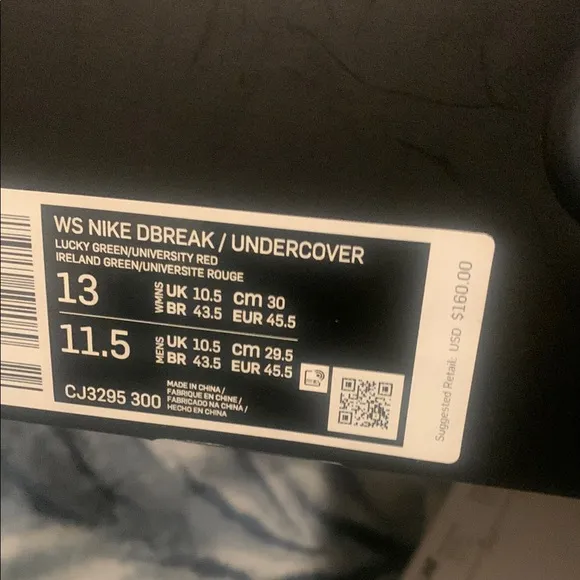 WS NIKE DBREAK / UNDERCOVER
LUCKY GREEN/UNIVERSITY RED
IRELAND GREEN/UNIVERSITE ROUGE
13 WMNS UK 10.5 cm 30
BR 43.5 EUR 45.5
11.5 MENS UK 10.5 cm 29.5
BR 43.5 EUR 45.5
CJ3295 300
MADE IN CHINA /
FABRIQUE EN CHINE /
FABRICADO NA CHINA /
HECHO EN CHINA
Suggested Retail: USD $160.00